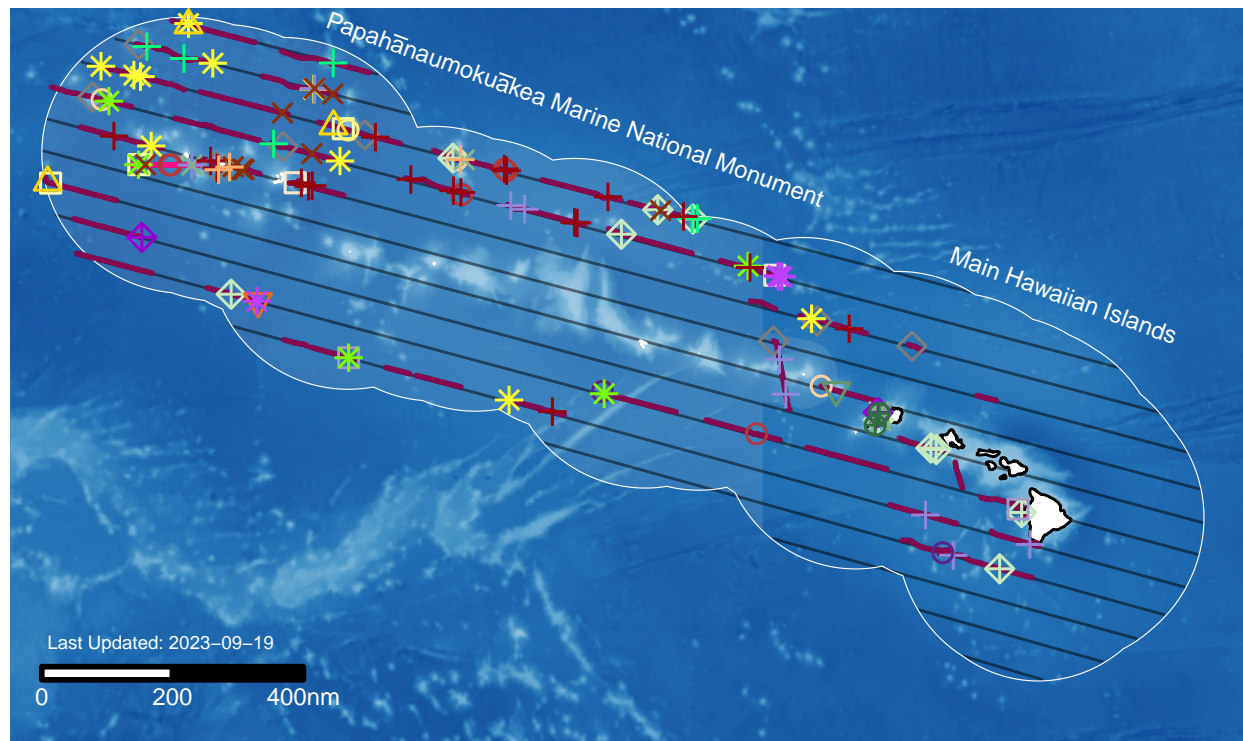 Papahānaumokuākea Marine National Monument
Main Hawaiian Islands
Last Updated: 2023−09−19
0 200 400nm